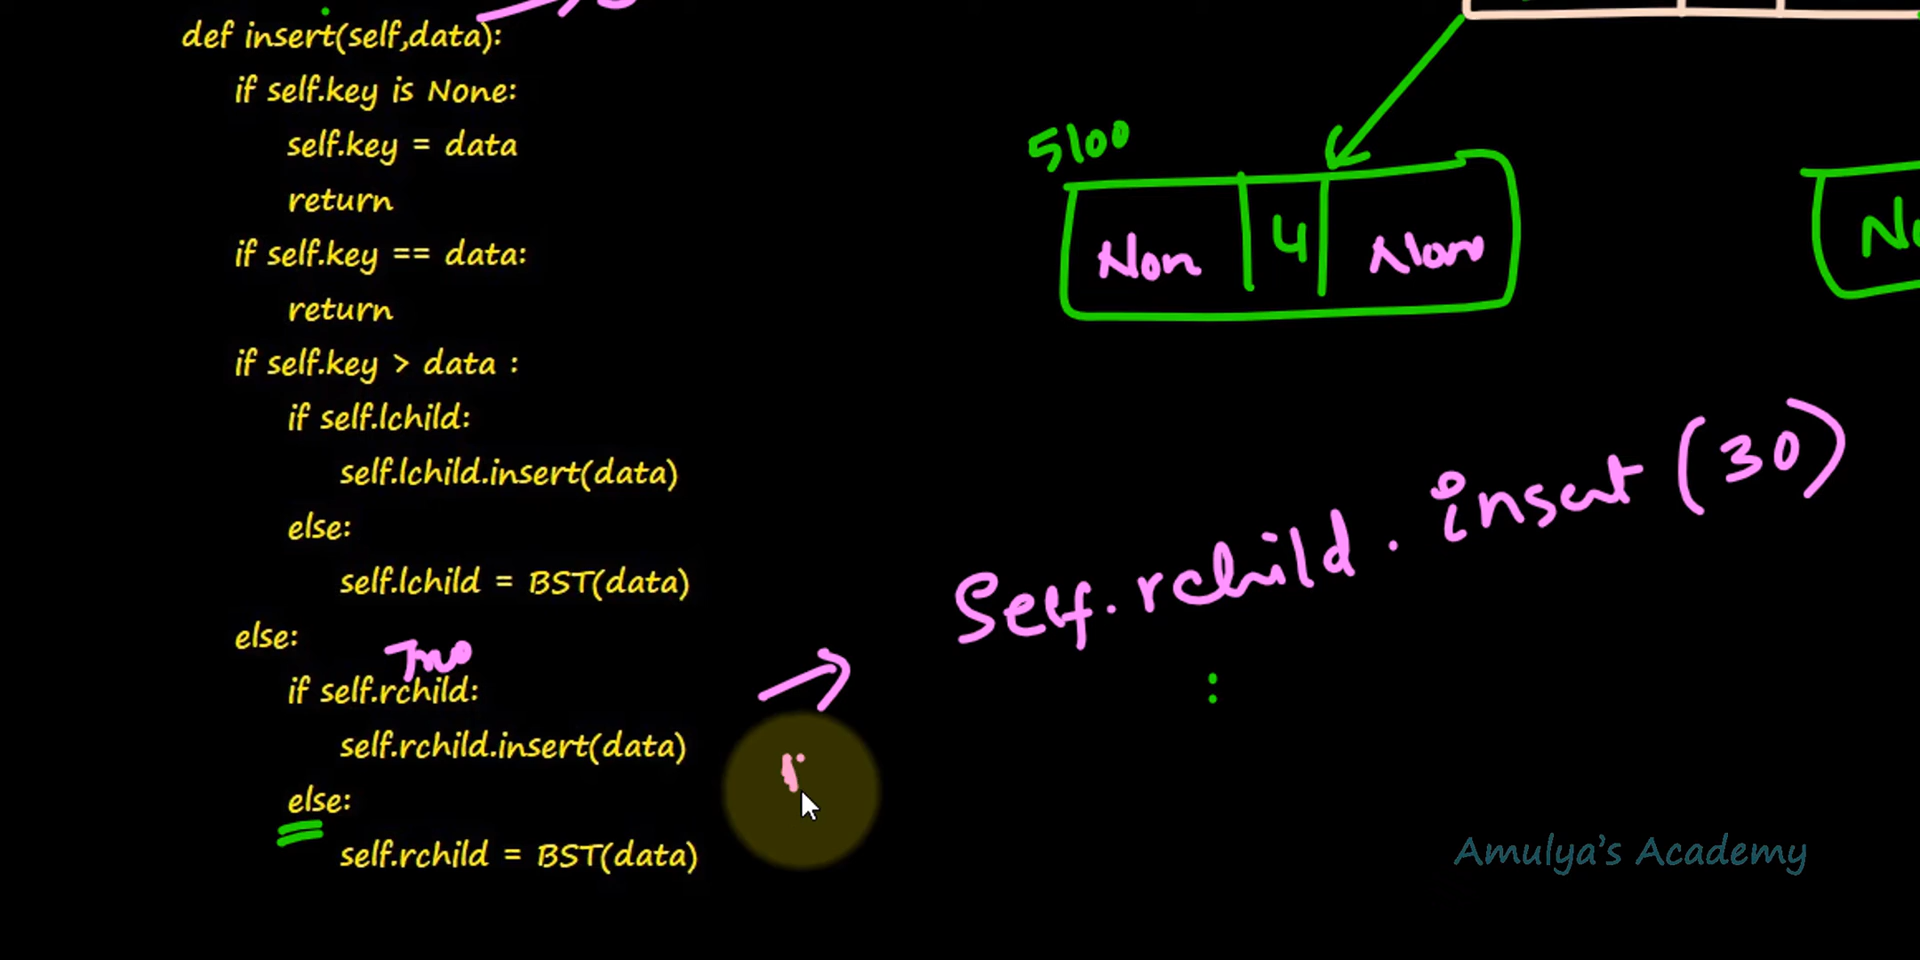 def insert(self,data):
if self.key is None:
self.key = data
return
if self.key == data:
return
if self.key > data :
if self.lchild:
self.lchild.insert(data)
else:
self.lchild = BST(data)
else:
if self.rchild:
self.rchild.insert(data)
else:
self.rchild = BST(data)
5100
Non 4 Non
No
Self.rchild. insert (30)
:
Amulya's Academy